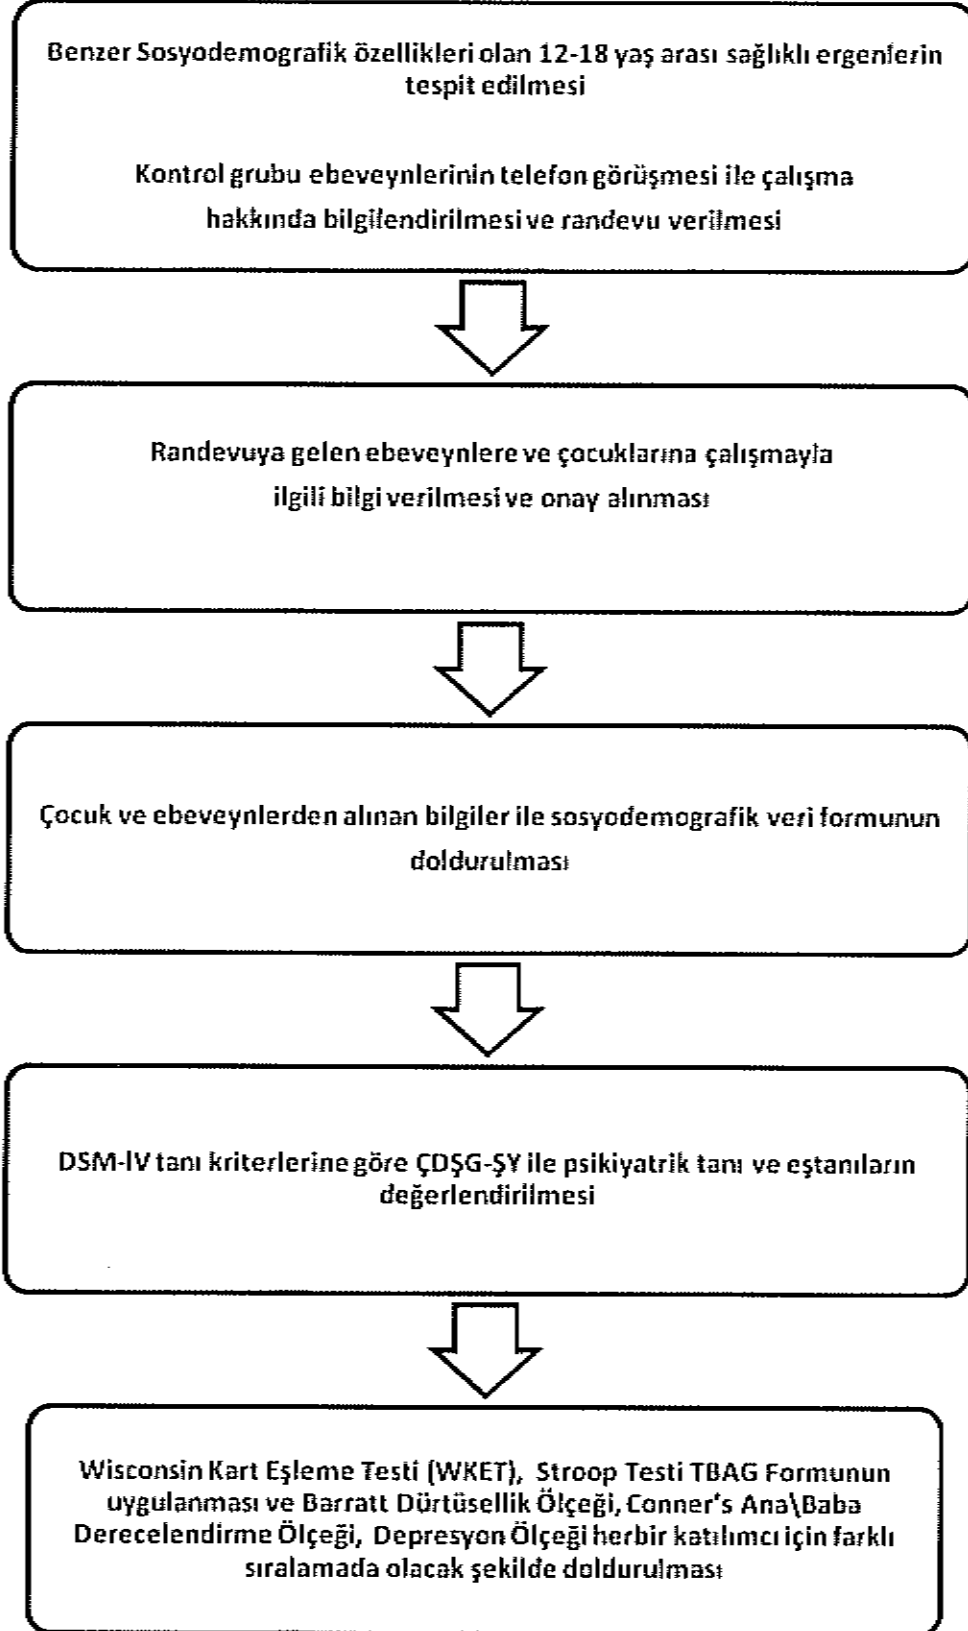 Benzer Sosyodemografik özellikleri olan 12-18 yaş arası sağlıklı ergenlerin
tespit edilmesi
Kontrol grubu ebeveynlerinin telefon görüşmesi ile çalışma
hakkında bilgilendirilmesi ve randevu verilmesi
Randevuya gelen ebeveynlere ve çocuklarına çalışmayla
ilgili bilgi verilmesi ve onay alınması
Çocuk ve ebeveynlerden alınan bilgiler ile sosyodemografik veri formunun
doldurulması
DSM-IV tanı kriterlerine göre ÇDŞG-ŞY ile psikiyatrik tanı ve eştanıların
değerlendirilmesi
Wisconsin Kart Eşleme Testi (WKET), Stroop Testi TBAG Formunun
uygulanması ve Barratt Dürtüsellik Ölçeği, Conner's Ana\Baba
Derecelendirme Ölçeği, Depresyon Ölçeği herbir katılımcı için farklı
sıralamada olacak şekilde doldurulması